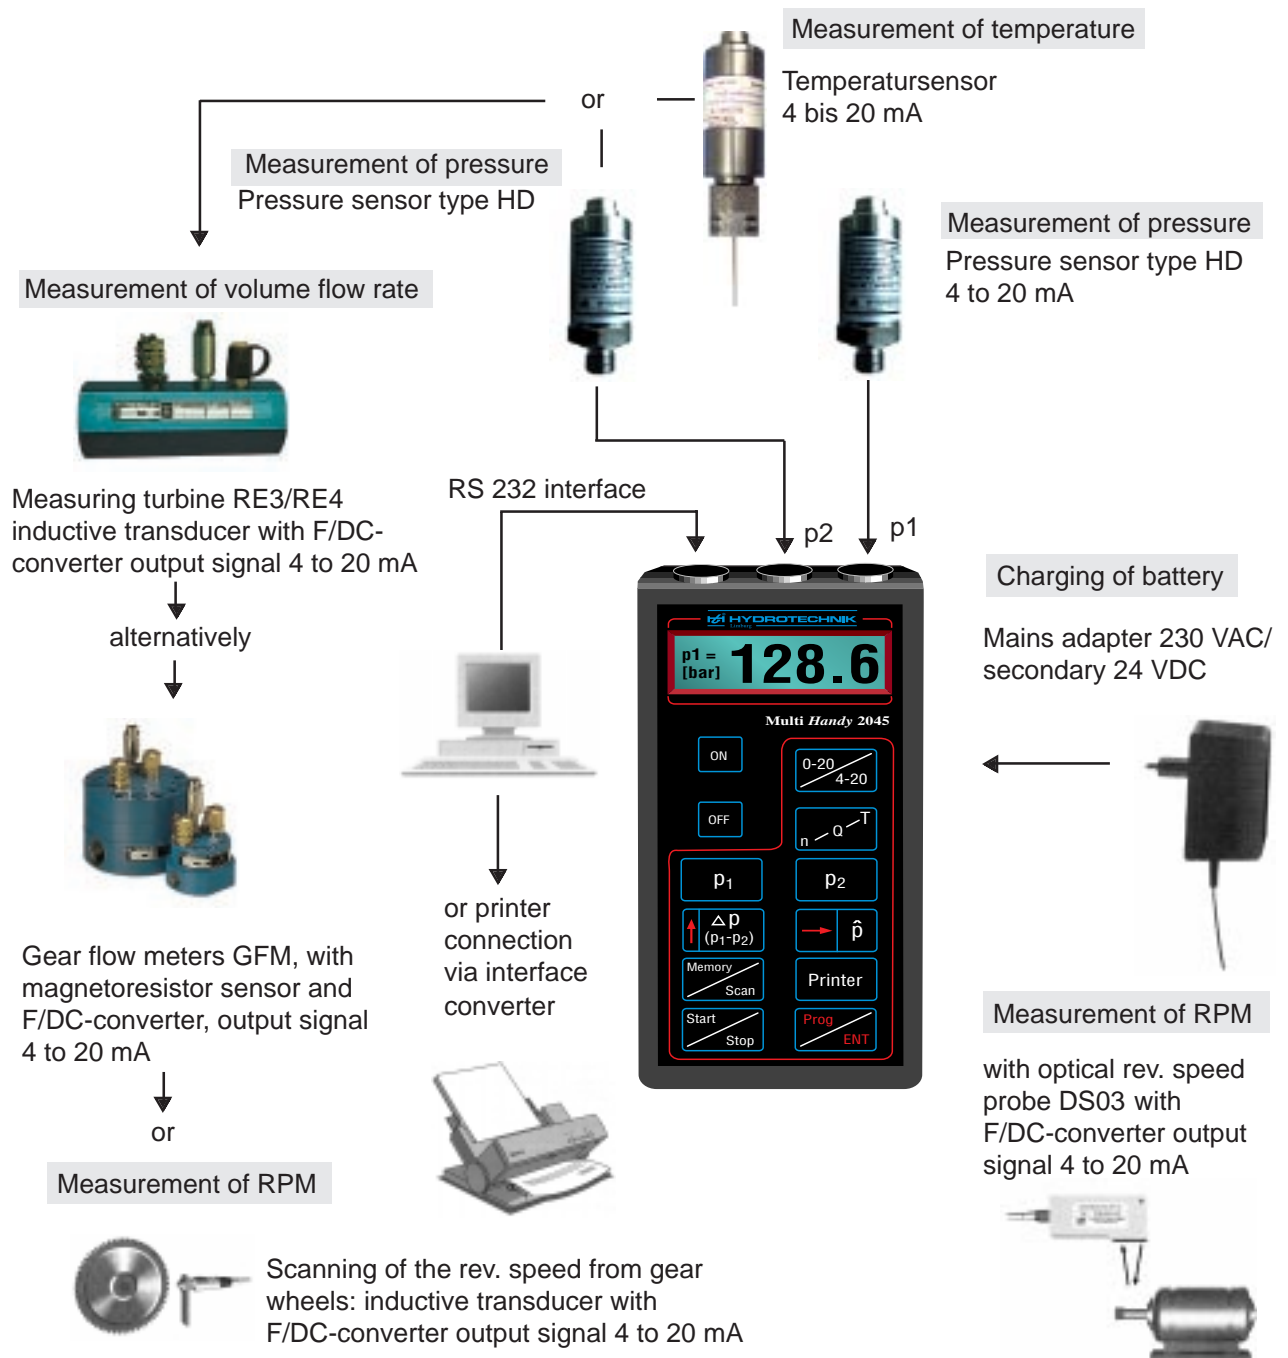 Measurement of temperature
Temperatursensor
4 bis 20 mA
or
Measurement of pressure
Pressure sensor type HD
Measurement of pressure
Pressure sensor type HD
4 to 20 mA
Measurement of volume flow rate
Measuring turbine RE3/RE4
inductive transducer with F/DC-
converter output signal 4 to 20 mA
alternatively
Gear flow meters GFM, with
magnetoresistor sensor and
F/DC-converter, output signal
4 to 20 mA
or
Measurement of RPM
Scanning of the rev. speed from gear
wheels: inductive transducer with
F/DC-converter output signal 4 to 20 mA
RS 232 interface
p2
p1
or printer
connection
via interface
converter
HYDROTECHNIK
Limburg
p1 =
[bar]
128.6
Multi Handy 2045
ON
0-20
4-20
OFF
n
Q
T
p1
p2
△p
(p1-p2)
p̂
Memory
Scan
Printer
Start
Stop
Prog
ENT
Charging of battery
Mains adapter 230 VAC/
secondary 24 VDC
Measurement of RPM
with optical rev. speed
probe DS03 with
F/DC-converter output
signal 4 to 20 mA